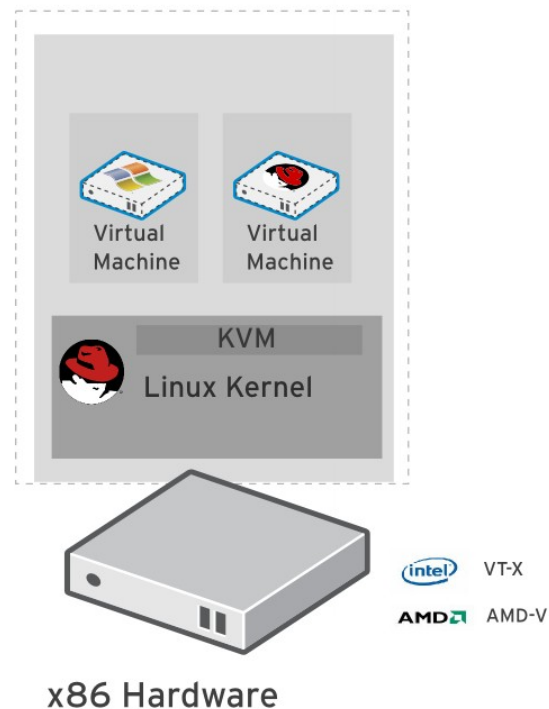 Virtual
Machine
Virtual
Machine
KVM
Linux Kernel
intel VT-X
AMD AMD-V
x86 Hardware